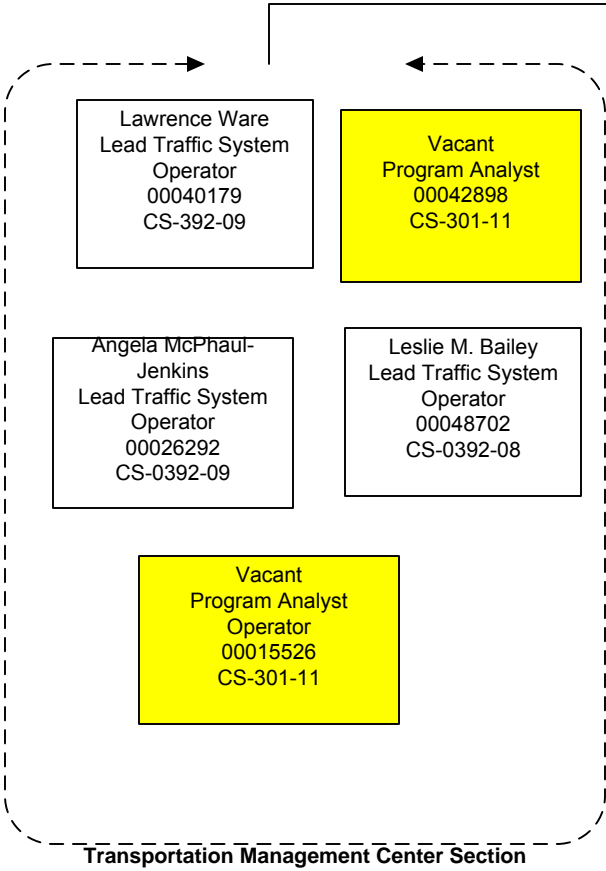 Lawrence Ware
Lead Traffic System
Operator
00040179
CS-392-09
Vacant
Program Analyst
00042898
CS-301-11
Angela McPhaul-
Jenkins
Lead Traffic System
Operator
00026292
CS-0392-09
Leslie M. Bailey
Lead Traffic System
Operator
00048702
CS-0392-08
Vacant
Program Analyst
Operator
00015526
CS-301-11
Transportation Management Center Section